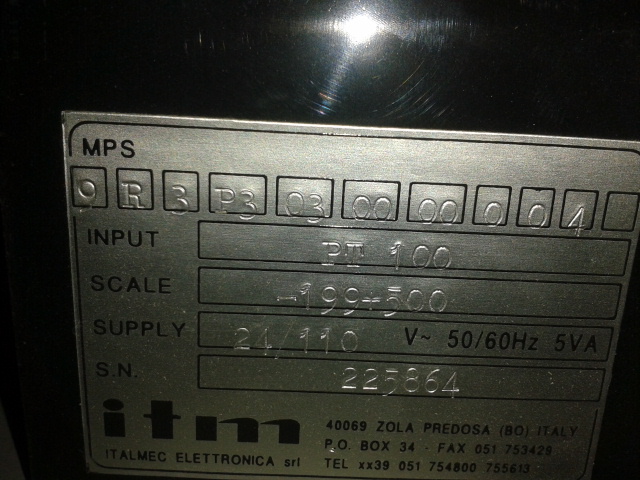 MPS
9 R 3 P3 03 00 00 0 0 4
INPUT PT 100
SCALE -199+500
SUPPLY 24/110 V~ 50/60Hz 5VA
S.N. 225864
itm
40069 ZOLA PREDOSA (BO) ITALY
P.O. BOX 34 - FAX 051 753429
ITALMEC ELETTRONICA srl TEL xx39 051 754800 755613